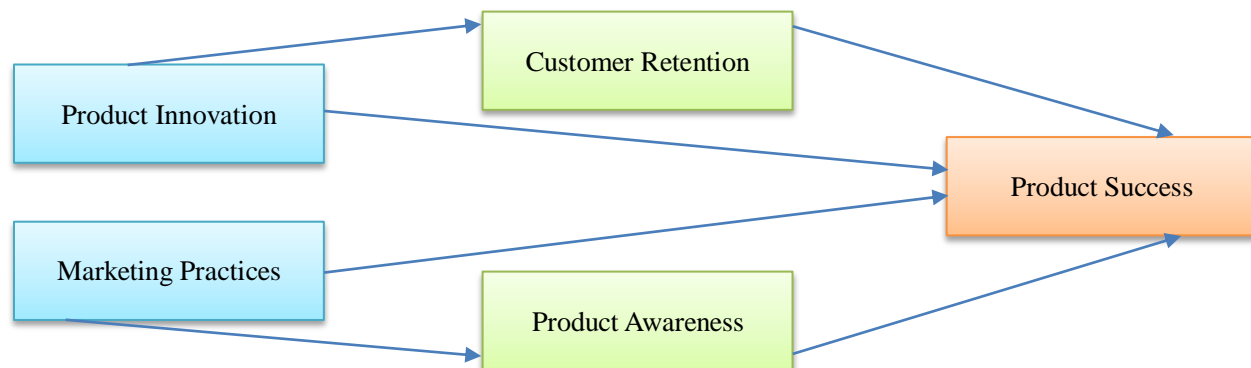 Customer Retention
Product Innovation
Product Success
Marketing Practices
Product Awareness